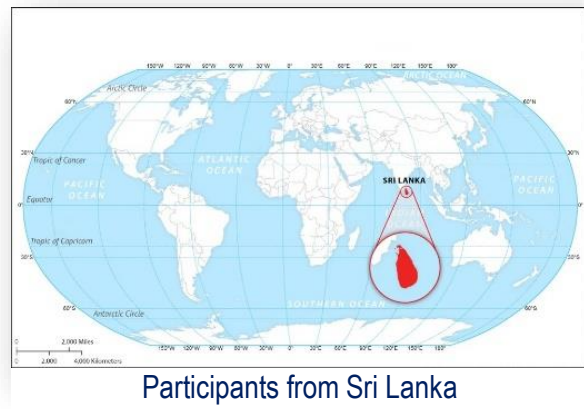 150°W 120°W 90°W 60°W 30°W 0° 30°E 60°E 90°E 120°E 150°E 180°
ARCTIC OCEAN
Arctic Circle
60°N 60°N
30°N 30°N
Tropic of Cancer
ATLANTIC
OCEAN
PACIFIC
OCEAN
PACIFIC
OCEAN
SRI LANKA
Equator 0° 0°
Tropic of Capricorn
30°S 30°S
SOUTHERN OCEAN
60°S 60°S
Antarctic Circle
0 2,000 Miles
0 2,000 4,000 Kilometers
150°W 120°W 90°W 60°W 30°W 0° 30°E 60°E 90°E 120°E 150°E 180°
Participants from Sri Lanka